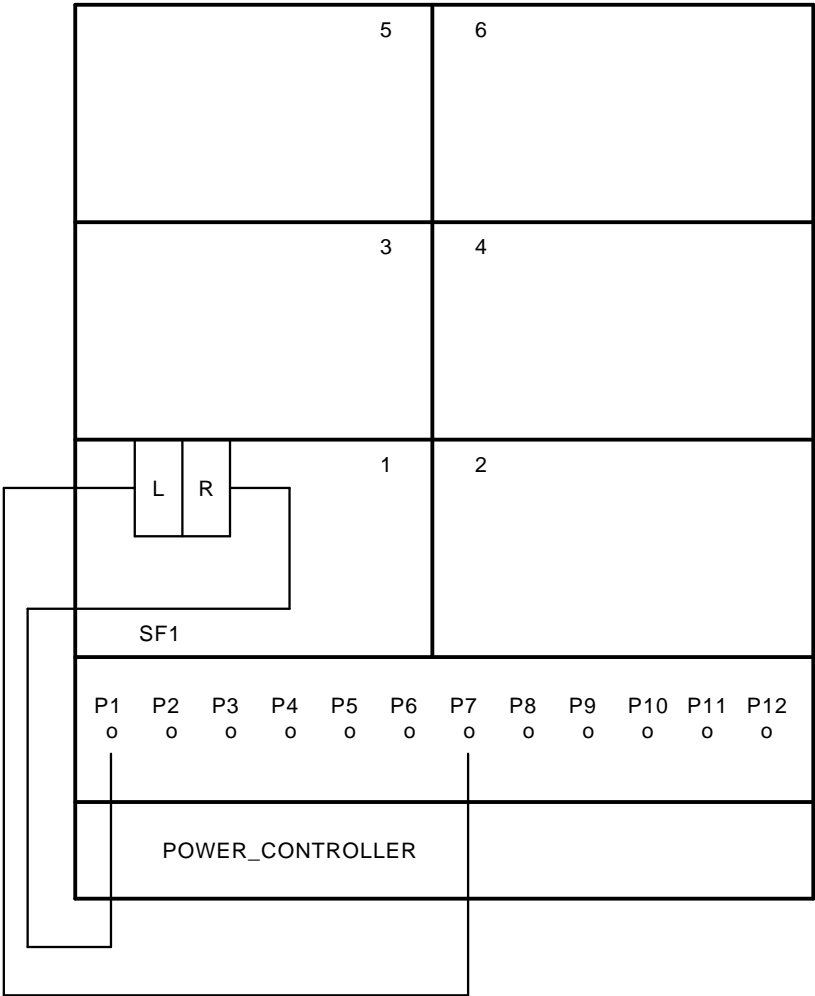 5 6
3 4
1 2
L R
SF1
P1 P2 P3 P4 P5 P6 P7 P8 P9 P10 P11 P12
o o o o o o o o o o o o
POWER_CONTROLLER